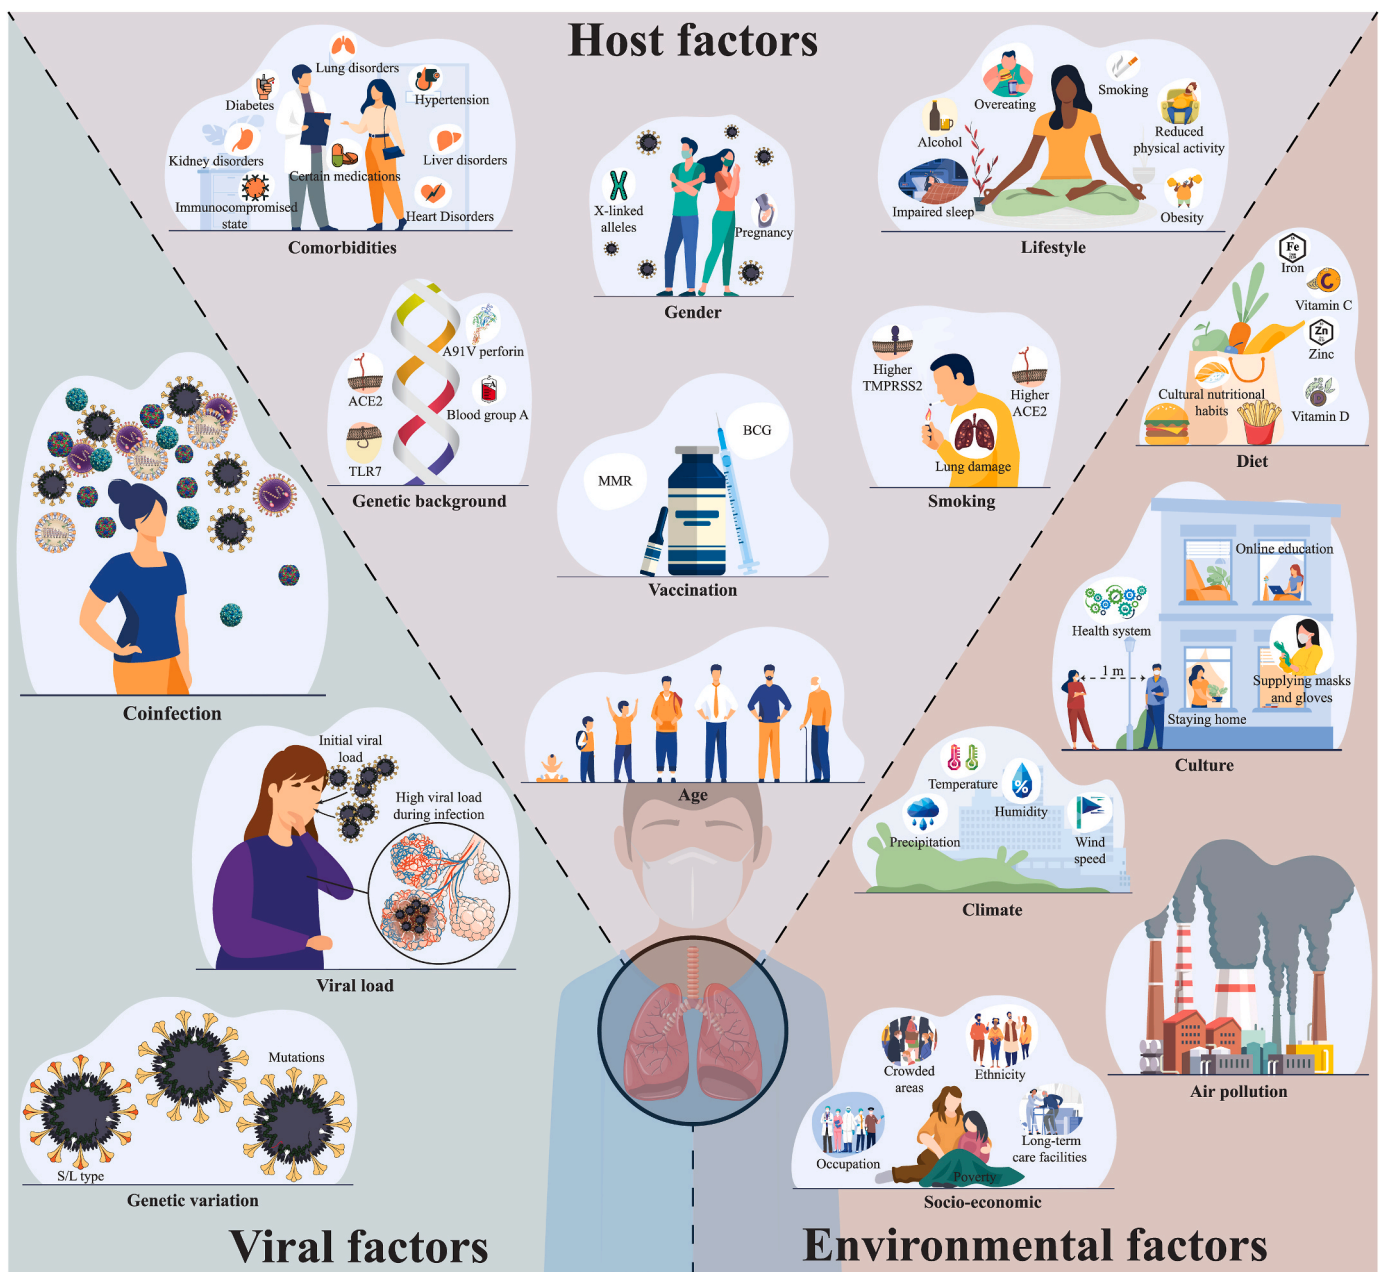 Host factors
Lung disorders
Diabetes
Hypertension
Kidney disorders
Certain medications
Liver disorders
Immunocompromised
state
Heart Disorders
Comorbidities
X-linked
alleles
Pregnancy
Gender
Overeating
Smoking
Alcohol
Reduced
physical activity
Impaired sleep
Obesity
Lifestyle
A91V perforin
ACE2
Blood group A
A
TLR7
Genetic background
MMR
BCG
Vaccination
Higher
TMPRSS2
Higher
ACE2
Lung damage
Smoking
Age
Fe
Iron
C
Vitamin C
Zn
Zinc
Cultural nutritional
habits
D
Vitamin D
Diet
Online education
Health system
1 m
Supplying masks
and gloves
Staying home
Culture
Temperature
%
Humidity
Precipitation
Wind
speed
Climate
Air pollution
Crowded
areas
Ethnicity
Occupation
Long-term
care facilities
Poverty
Socio-economic
Environmental factors
Coinfection
Initial viral
load
High viral load
during infection
Viral load
Mutations
S/L type
Genetic variation
Viral factors